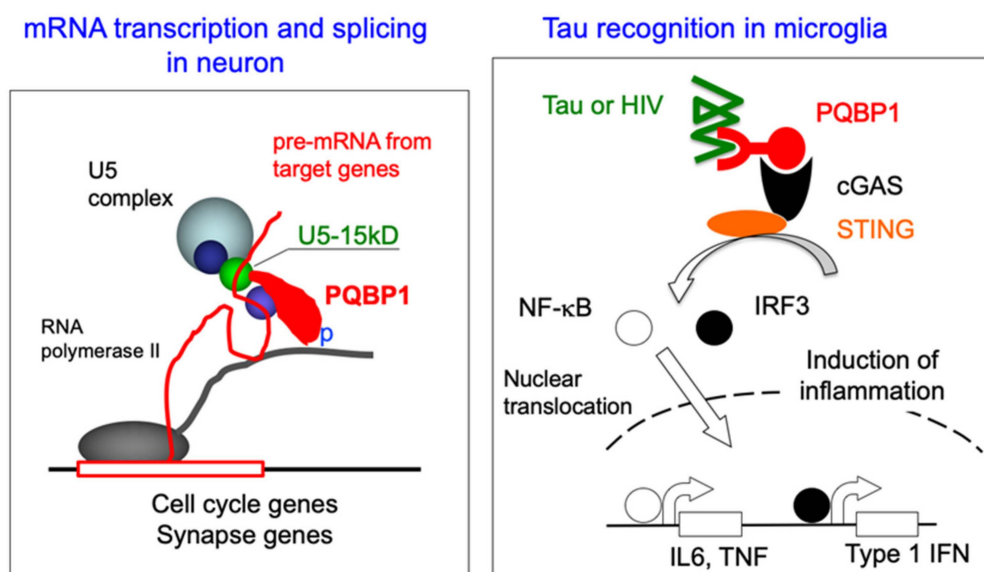 mRNA transcription and splicing
in neuron
pre-mRNA from
target genes
U5
complex
U5-15kD
PQBP1
p
RNA
polymerase II
Cell cycle genes
Synapse genes
Tau recognition in microglia
Tau or HIV
PQBP1
cGAS
STING
NF-κB
IRF3
Nuclear
translocation
Induction of
inflammation
IL6, TNF
Type 1 IFN